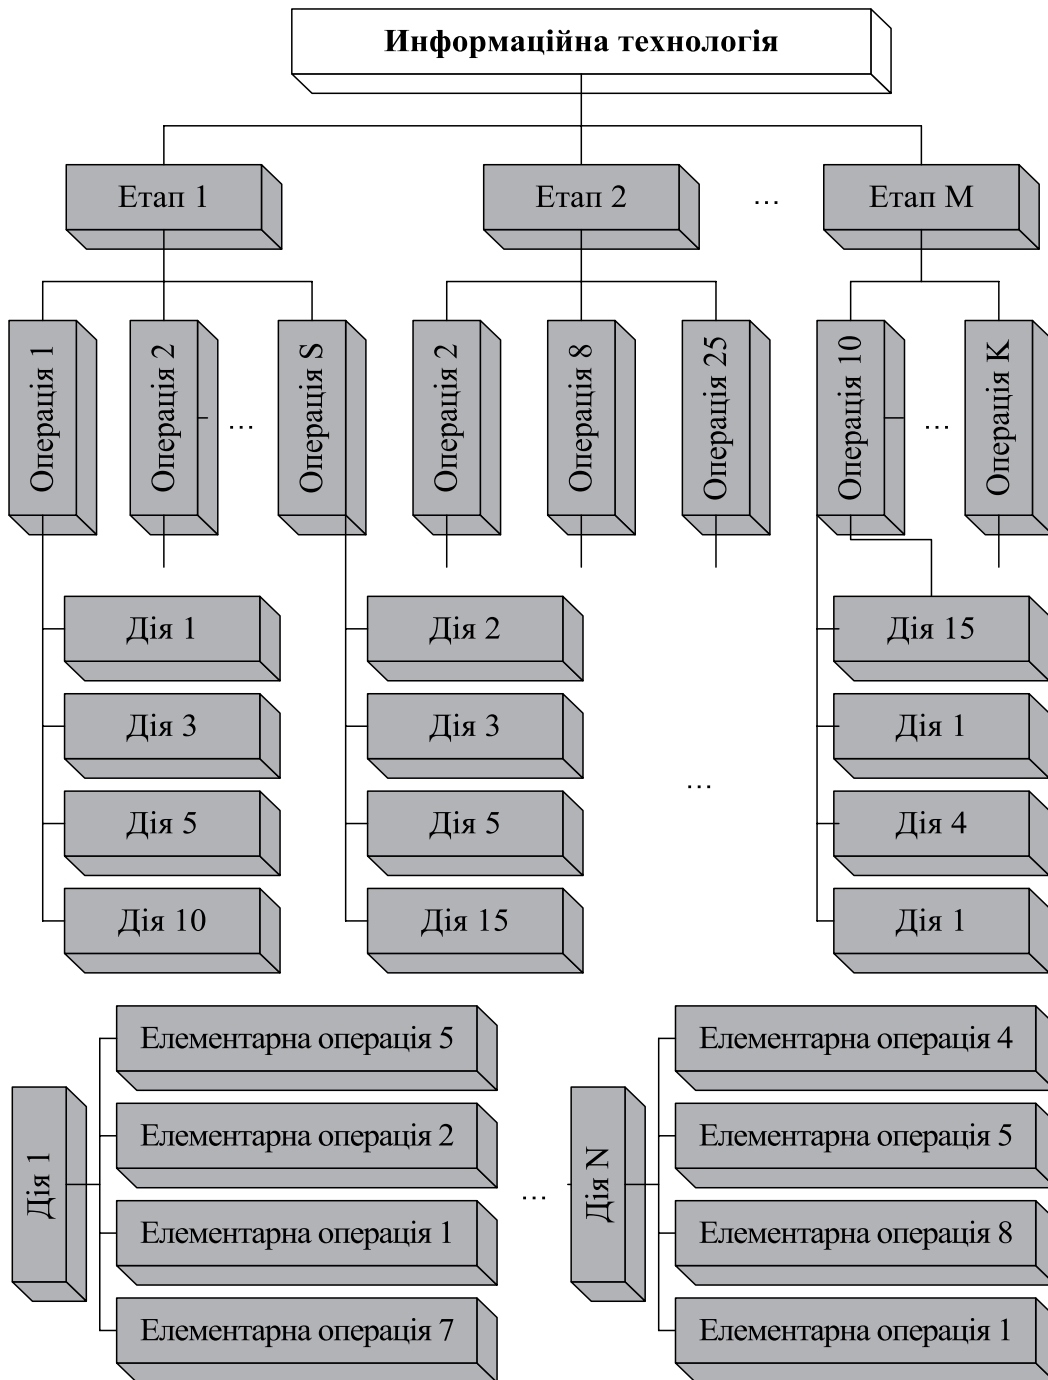 Информаційна технологія
Етап 1
Етап 2
...
Етап М
Операція 1
Операція 2
...
Операція S
Операція 2
Операція 8
Операція 25
Операція 10
...
Операція К
Дія 1
Дія 2
Дія 15
Дія 3
Дія 3
Дія 1
...
Дія 5
Дія 5
Дія 4
Дія 10
Дія 15
Дія 1
Дія 1
Елементарна операція 5
Елементарна операція 2
Елементарна операція 1
Елементарна операція 7
...
Дія N
Елементарна операція 4
Елементарна операція 5
Елементарна операція 8
Елементарна операція 1